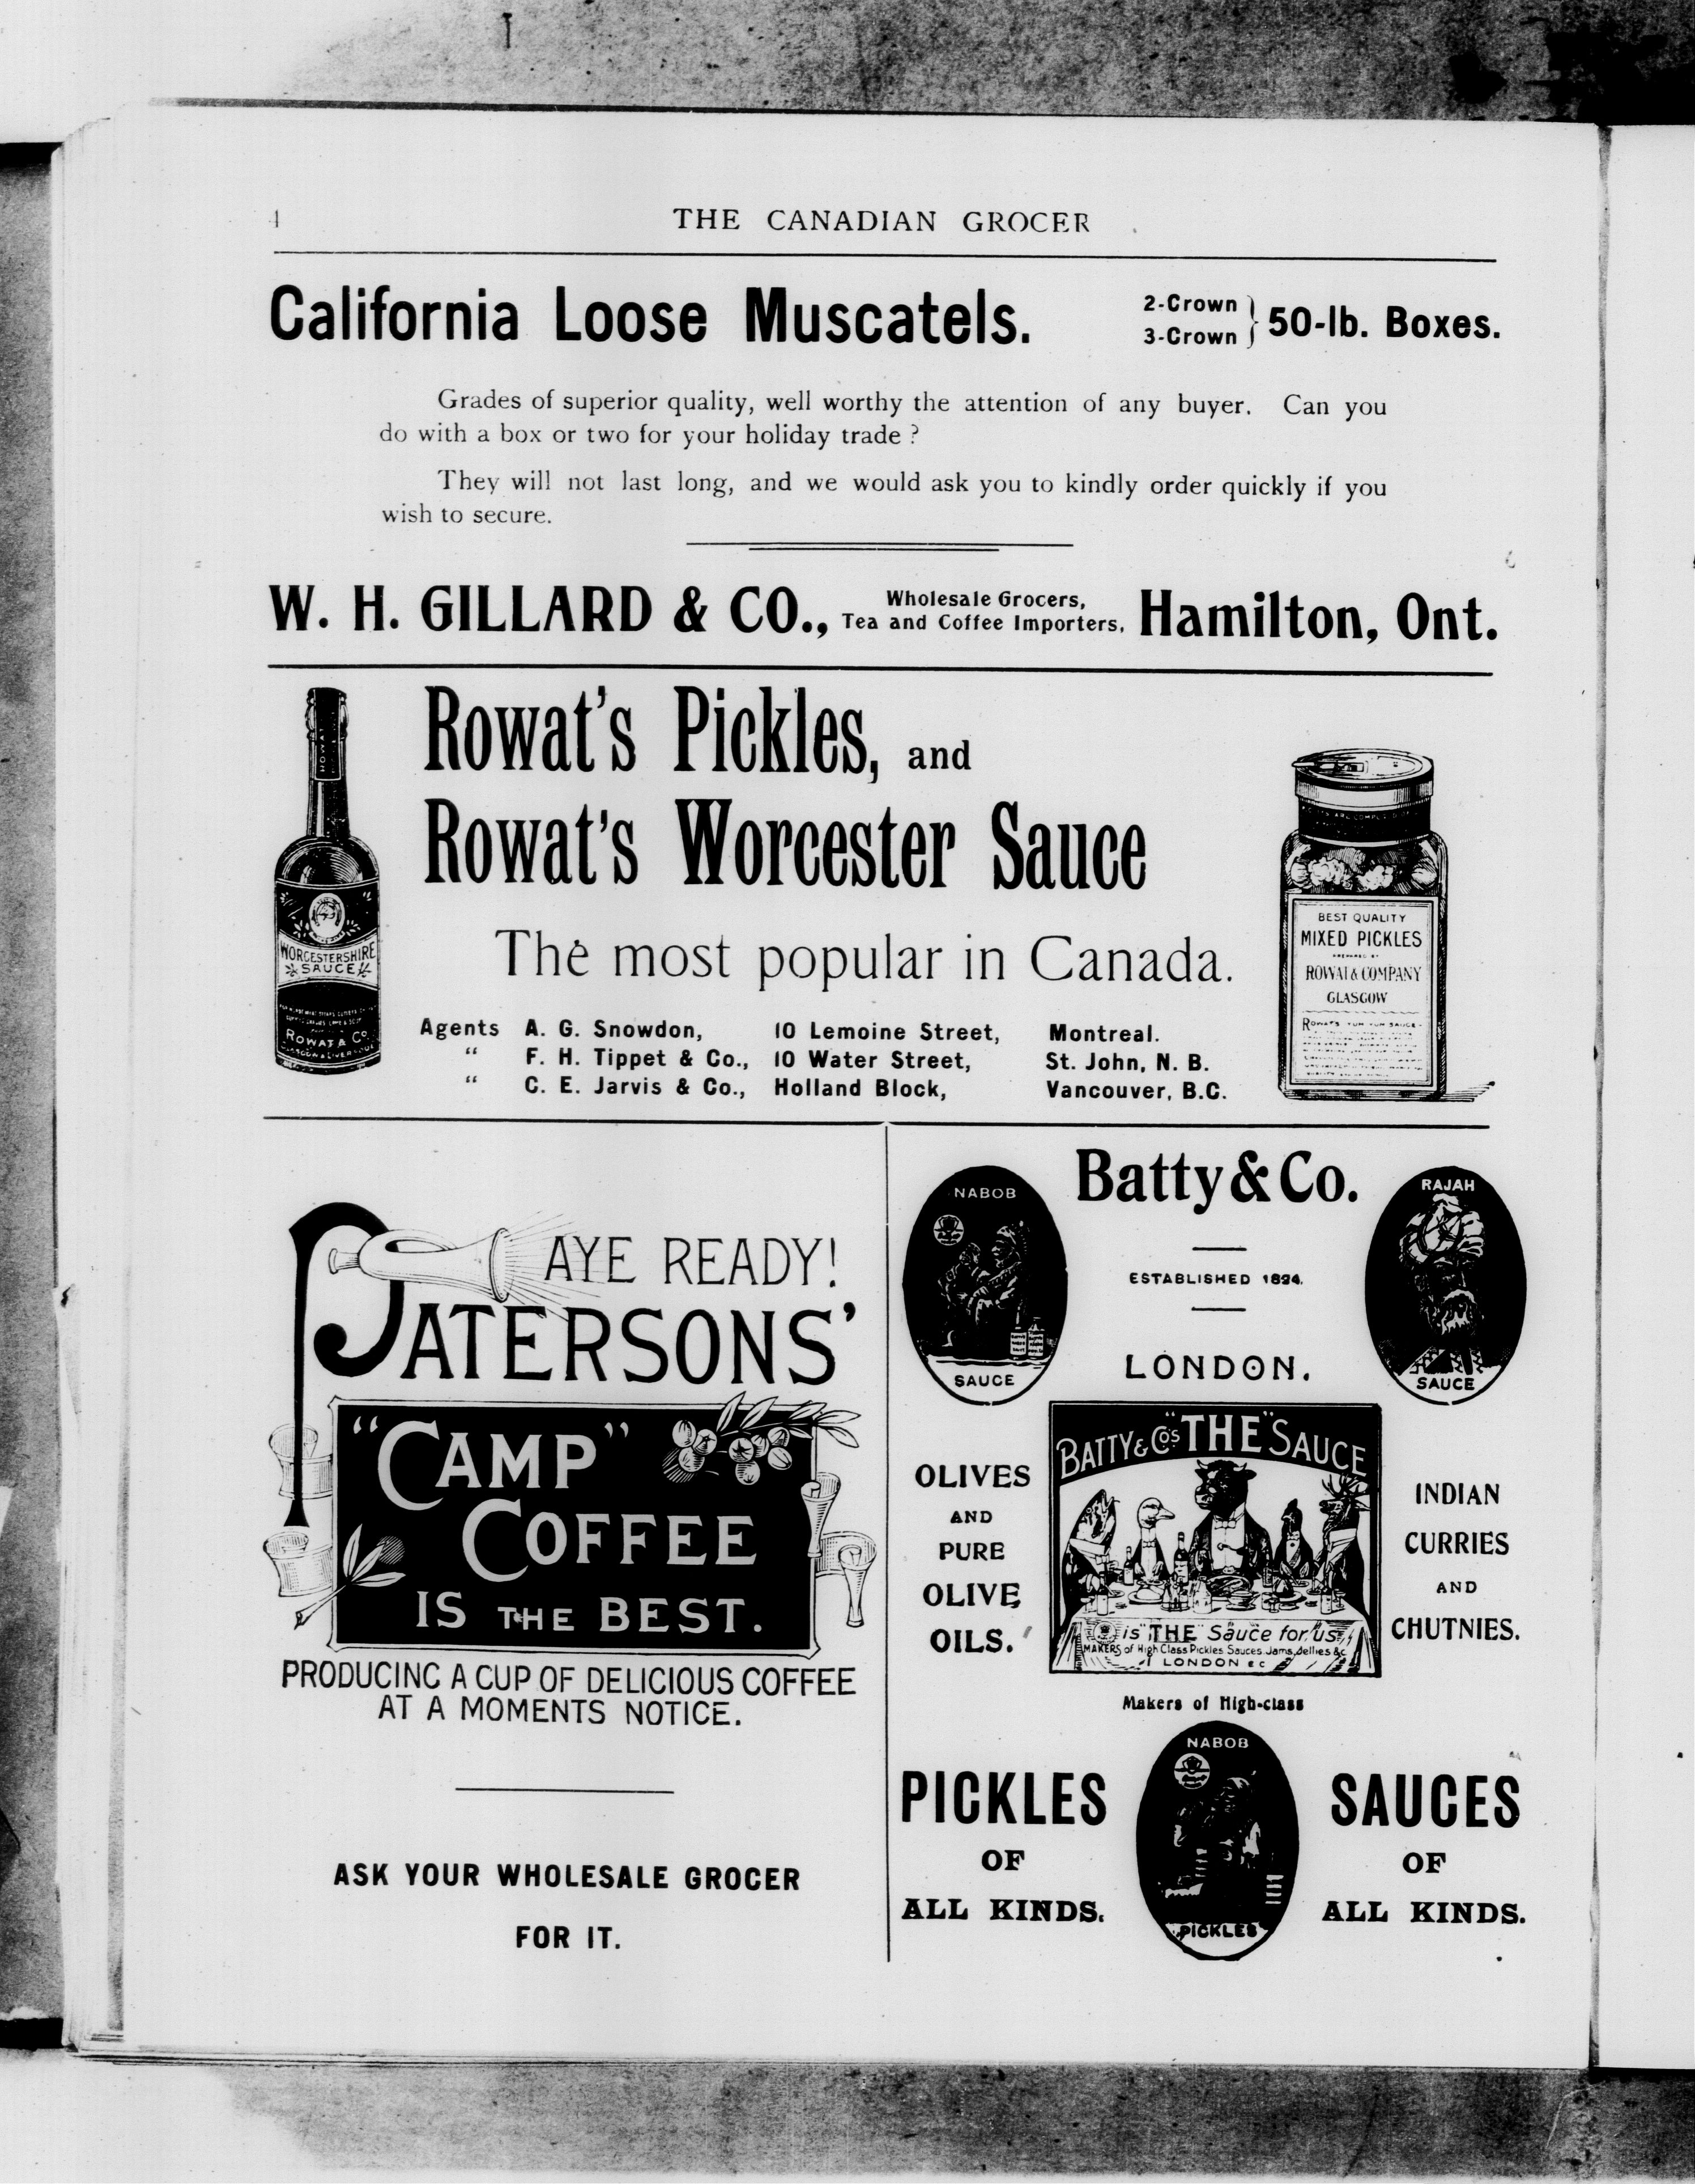 4
THE CANADIAN GROCER
California Loose Muscatels.
2-Crown
3-Crown
} 50-lb. Boxes.
Grades of superior quality, well worthy the attention of any buyer. Can you
do with a box or two for your holiday trade ?
They will not last long, and we would ask you to kindly order quickly if you
wish to secure.
W. H. GILLARD & CO.,
Wholesale Grocers,
Tea and Coffee Importers,
Hamilton, Ont.
Rowat's Pickles, and
Rowat's Worcester Sauce
The most popular in Canada.
Agents A. G. Snowdon, 10 Lemoine Street, Montreal.
" F. H. Tippet & Co., 10 Water Street, St. John, N. B.
" C. E. Jarvis & Co., Holland Block, Vancouver, B.C.
WORCESTERSHIRE
SAUCE
ROWAT & CO
BEST QUALITY
MIXED PICKLES
PREPARED BY
ROWAT & COMPANY
GLASGOW
AYE READY!
PATERSONS'
"CAMP"
COFFEE
IS THE BEST.
PRODUCING A CUP OF DELICIOUS COFFEE
AT A MOMENTS NOTICE.
ASK YOUR WHOLESALE GROCER
FOR IT.
Batty & Co.
ESTABLISHED 1824.
LONDON.
NABOB
SAUCE
RAJAH
SAUCE
OLIVES
AND
PURE
OLIVE
OILS.
BATTY & Co's "THE" SAUCE
is "THE" Sauce for us
MAKERS of High Class Pickles Sauces Jams Jellies &c
LONDON E.C
INDIAN
CURRIES
AND
CHUTNIES.
Makers of High-class
PICKLES
OF
ALL KINDS.
NABOB
PICKLES
SAUCES
OF
ALL KINDS.